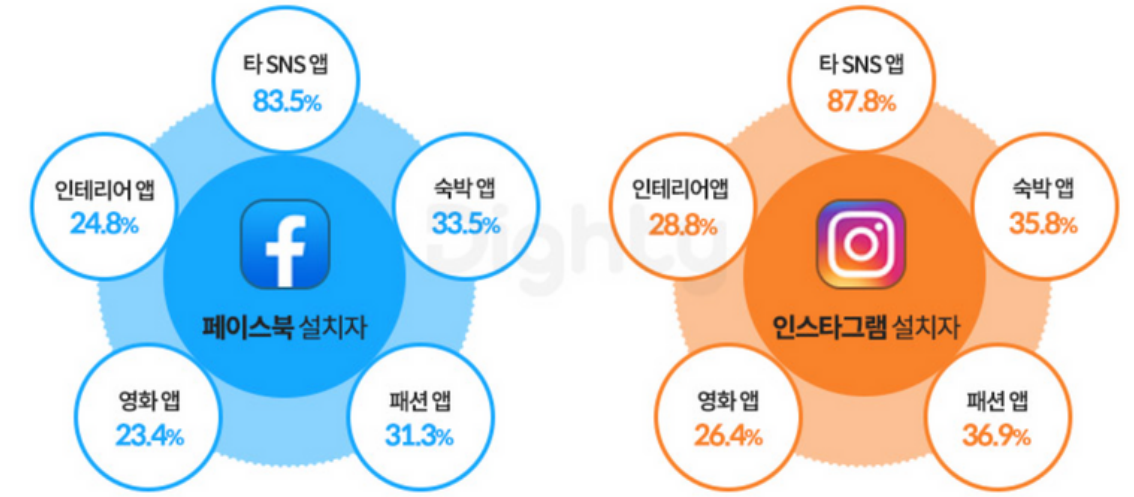 타 SNS 앱
83.5%
인테리어 앱
24.8%
숙박 앱
33.5%
페이스북 설치자
영화 앱
23.4%
패션 앱
31.3%
타 SNS 앱
87.8%
인테리어앱
28.8%
숙박 앱
35.8%
인스타그램 설치자
영화 앱
26.4%
패션 앱
36.9%
Dighty